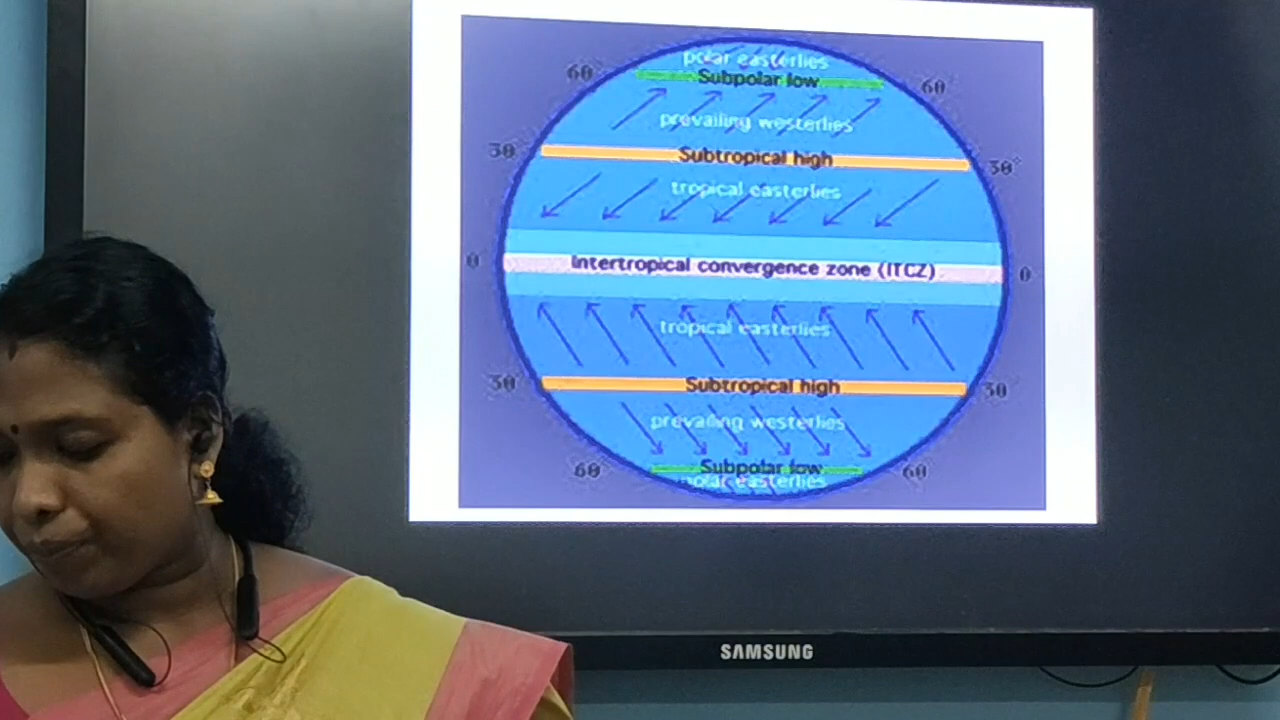 polar easterlies
60 Subpolar low 60
prevailing westerlies
30 Subtropical high 30°
tropical easterlies
0 Intertropical convergence zone (ITCZ) 0
tropical easterlies
30 Subtropical high 30
prevailing westerlies
60 Subpolar low 60
polar easterlies
SAMSUNG